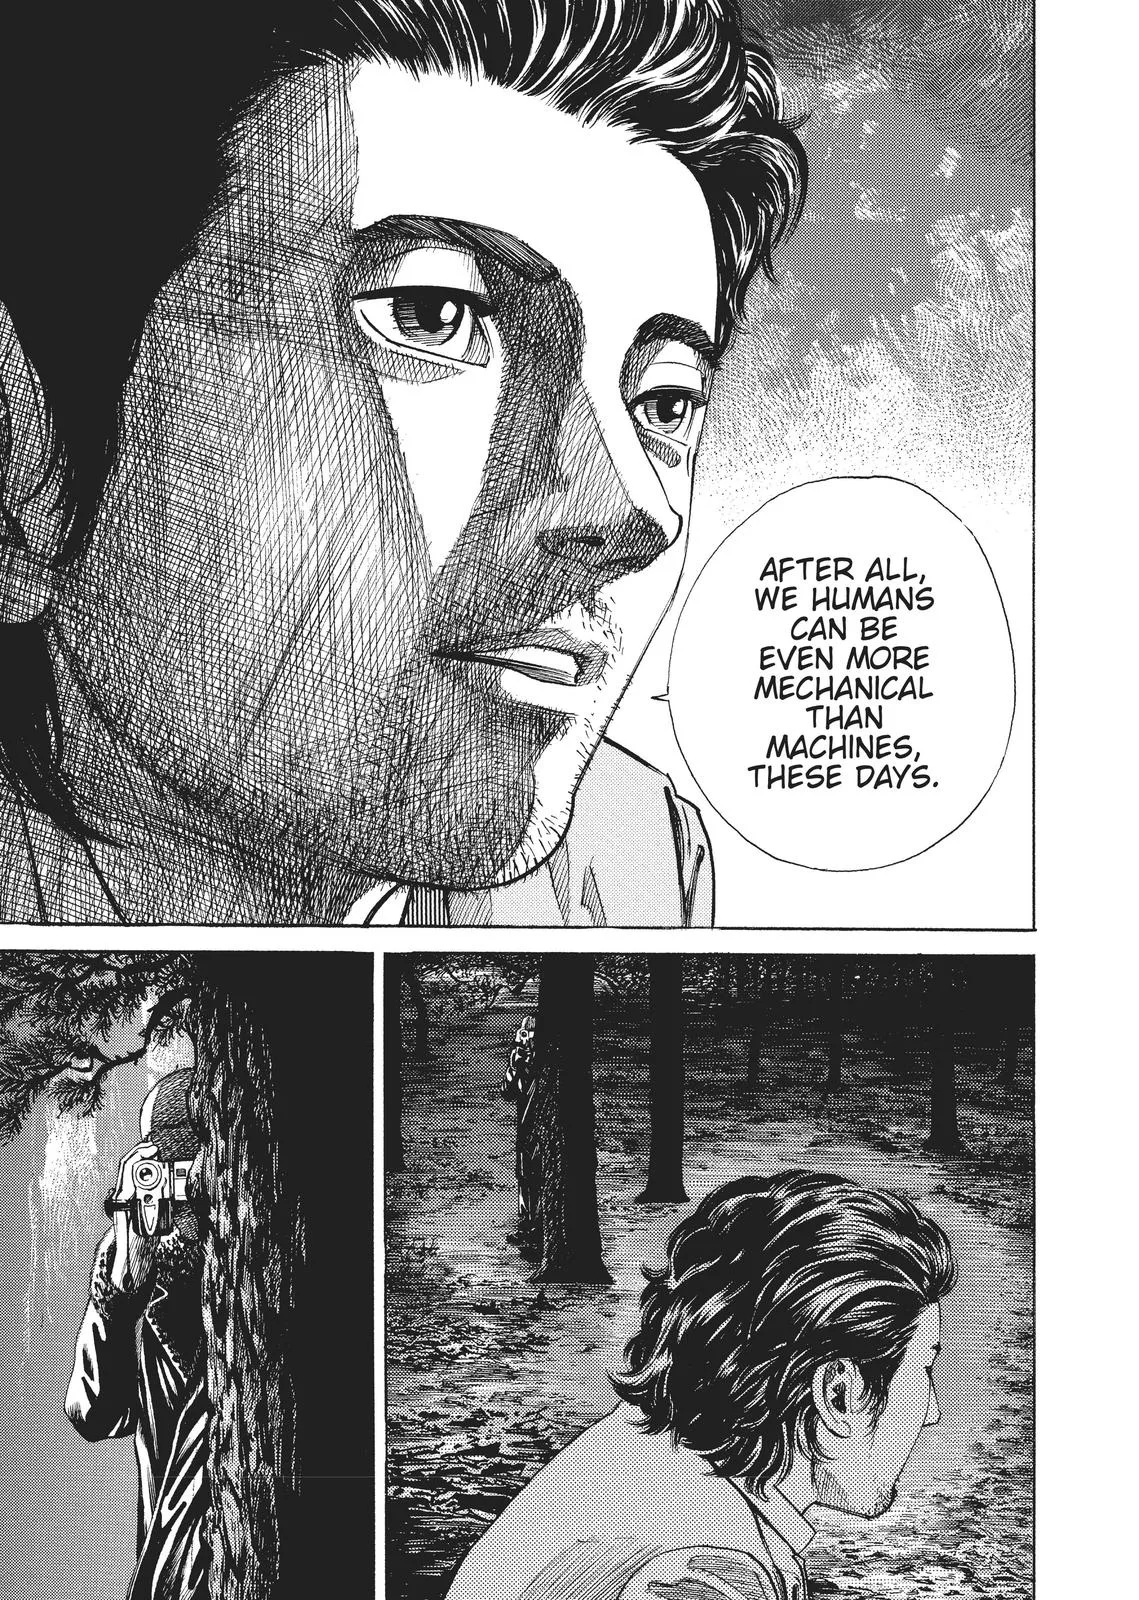 AFTER ALL,
WE HUMANS
CAN BE
EVEN MORE
MECHANICAL
THAN
MACHINES,
THESE DAYS.